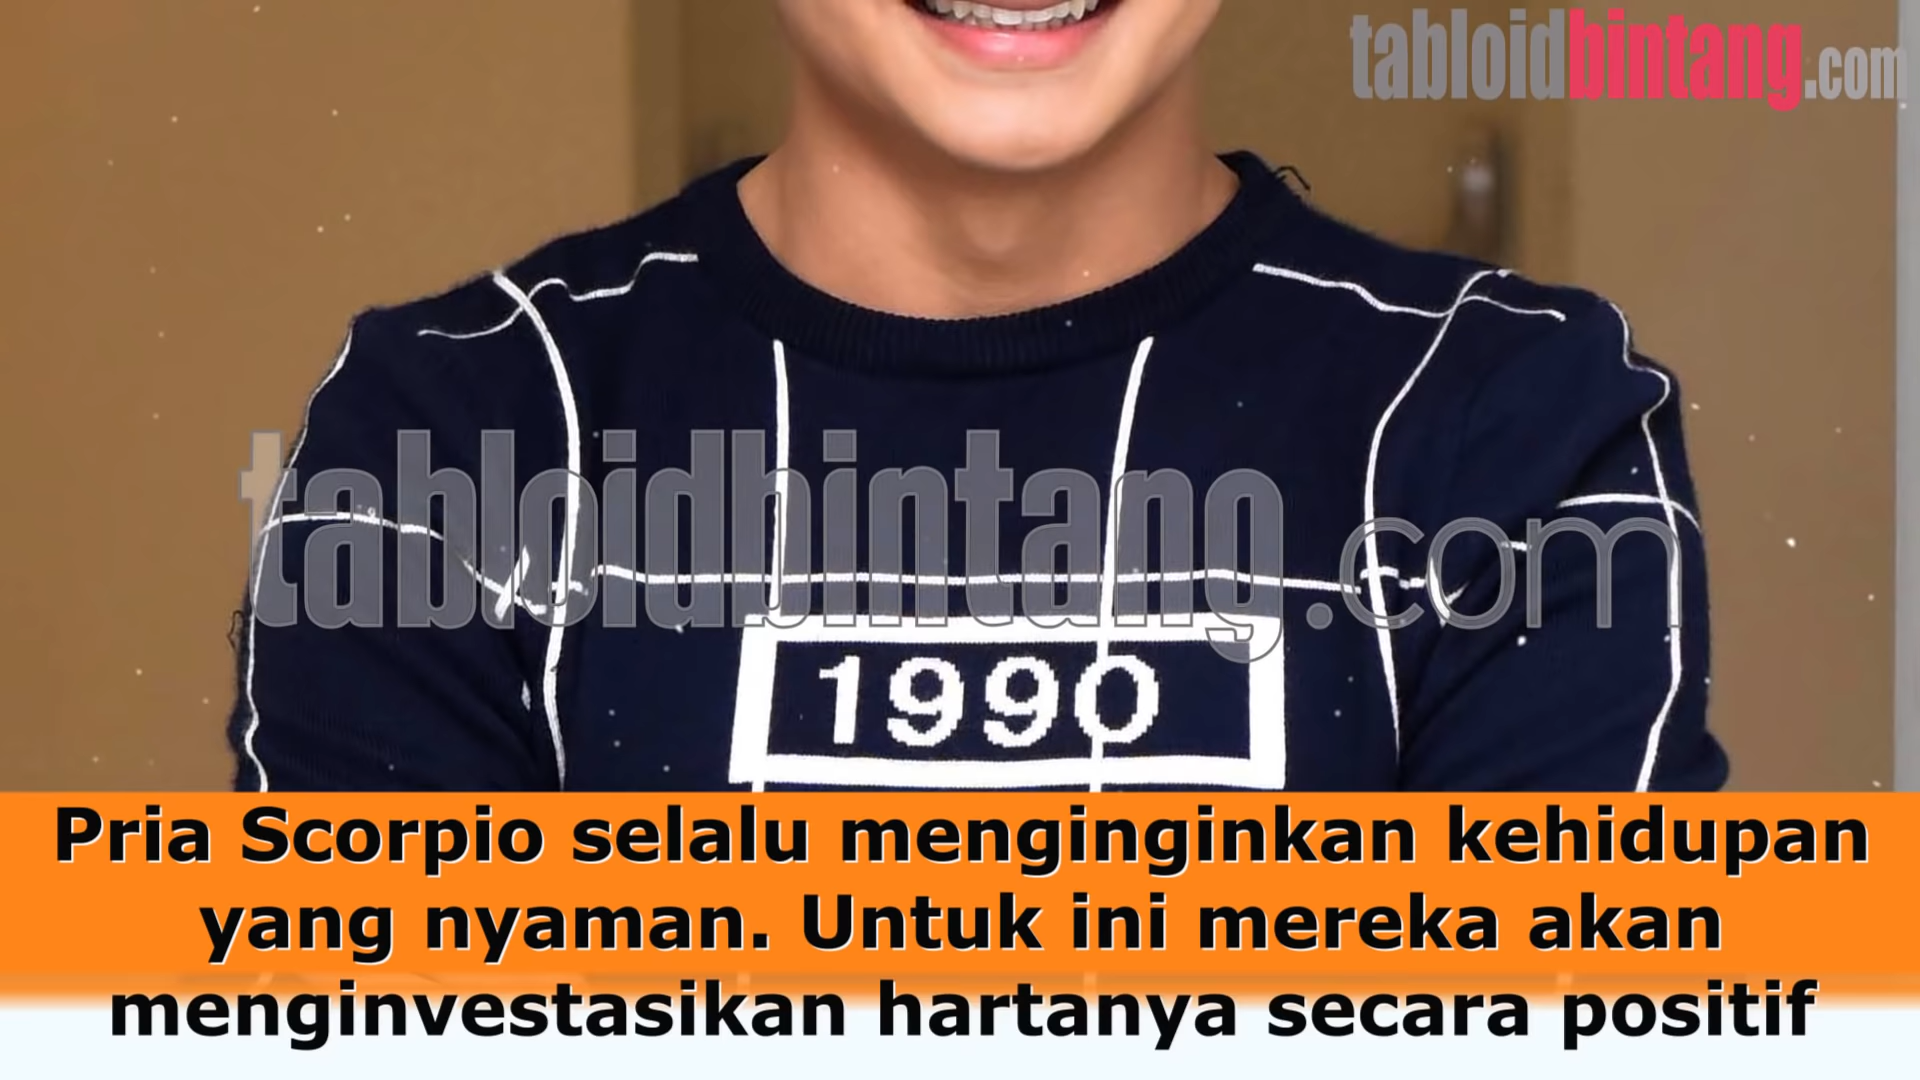 tabloidbintang.com
tabloidbintang.com
1990
Pria Scorpio selalu menginginkan kehidupan
yang nyaman. Untuk ini mereka akan
menginvestasikan hartanya secara positif